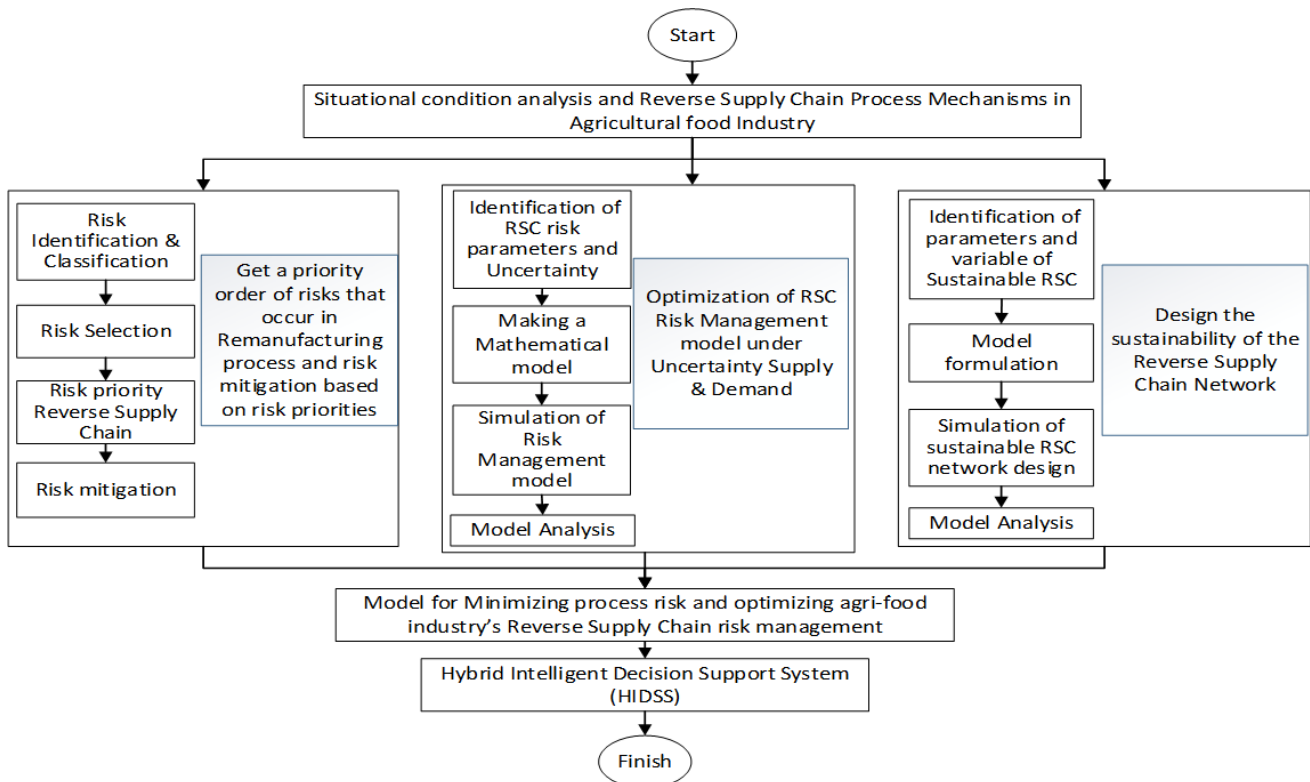 Start
Situational condition analysis and Reverse Supply Chain Process Mechanisms in
Agricultural food Industry
Risk
Identification &
Classification
Risk Selection
Risk priority
Reverse Supply
Chain
Risk mitigation
Get a priority
order of risks that
occur in
Remanufacturing
process and risk
mitigation based
on risk priorities
Identification of
RSC risk
parameters and
Uncertainty
Making a
Mathematical
model
Simulation of
Risk
Management
model
Model Analysis
Optimization of RSC
Risk Management
model under
Uncertainty Supply
& Demand
Identification of
parameters and
variable of
Sustainable RSC
Model
formulation
Simulation of
sustainable RSC
network design
Model Analysis
Design the
sustainability of the
Reverse Supply
Chain Network
Model for Minimizing process risk and optimizing agri-food
industry’s Reverse Supply Chain risk management
Hybrid Intelligent Decision Support System
(HIDSS)
Finish